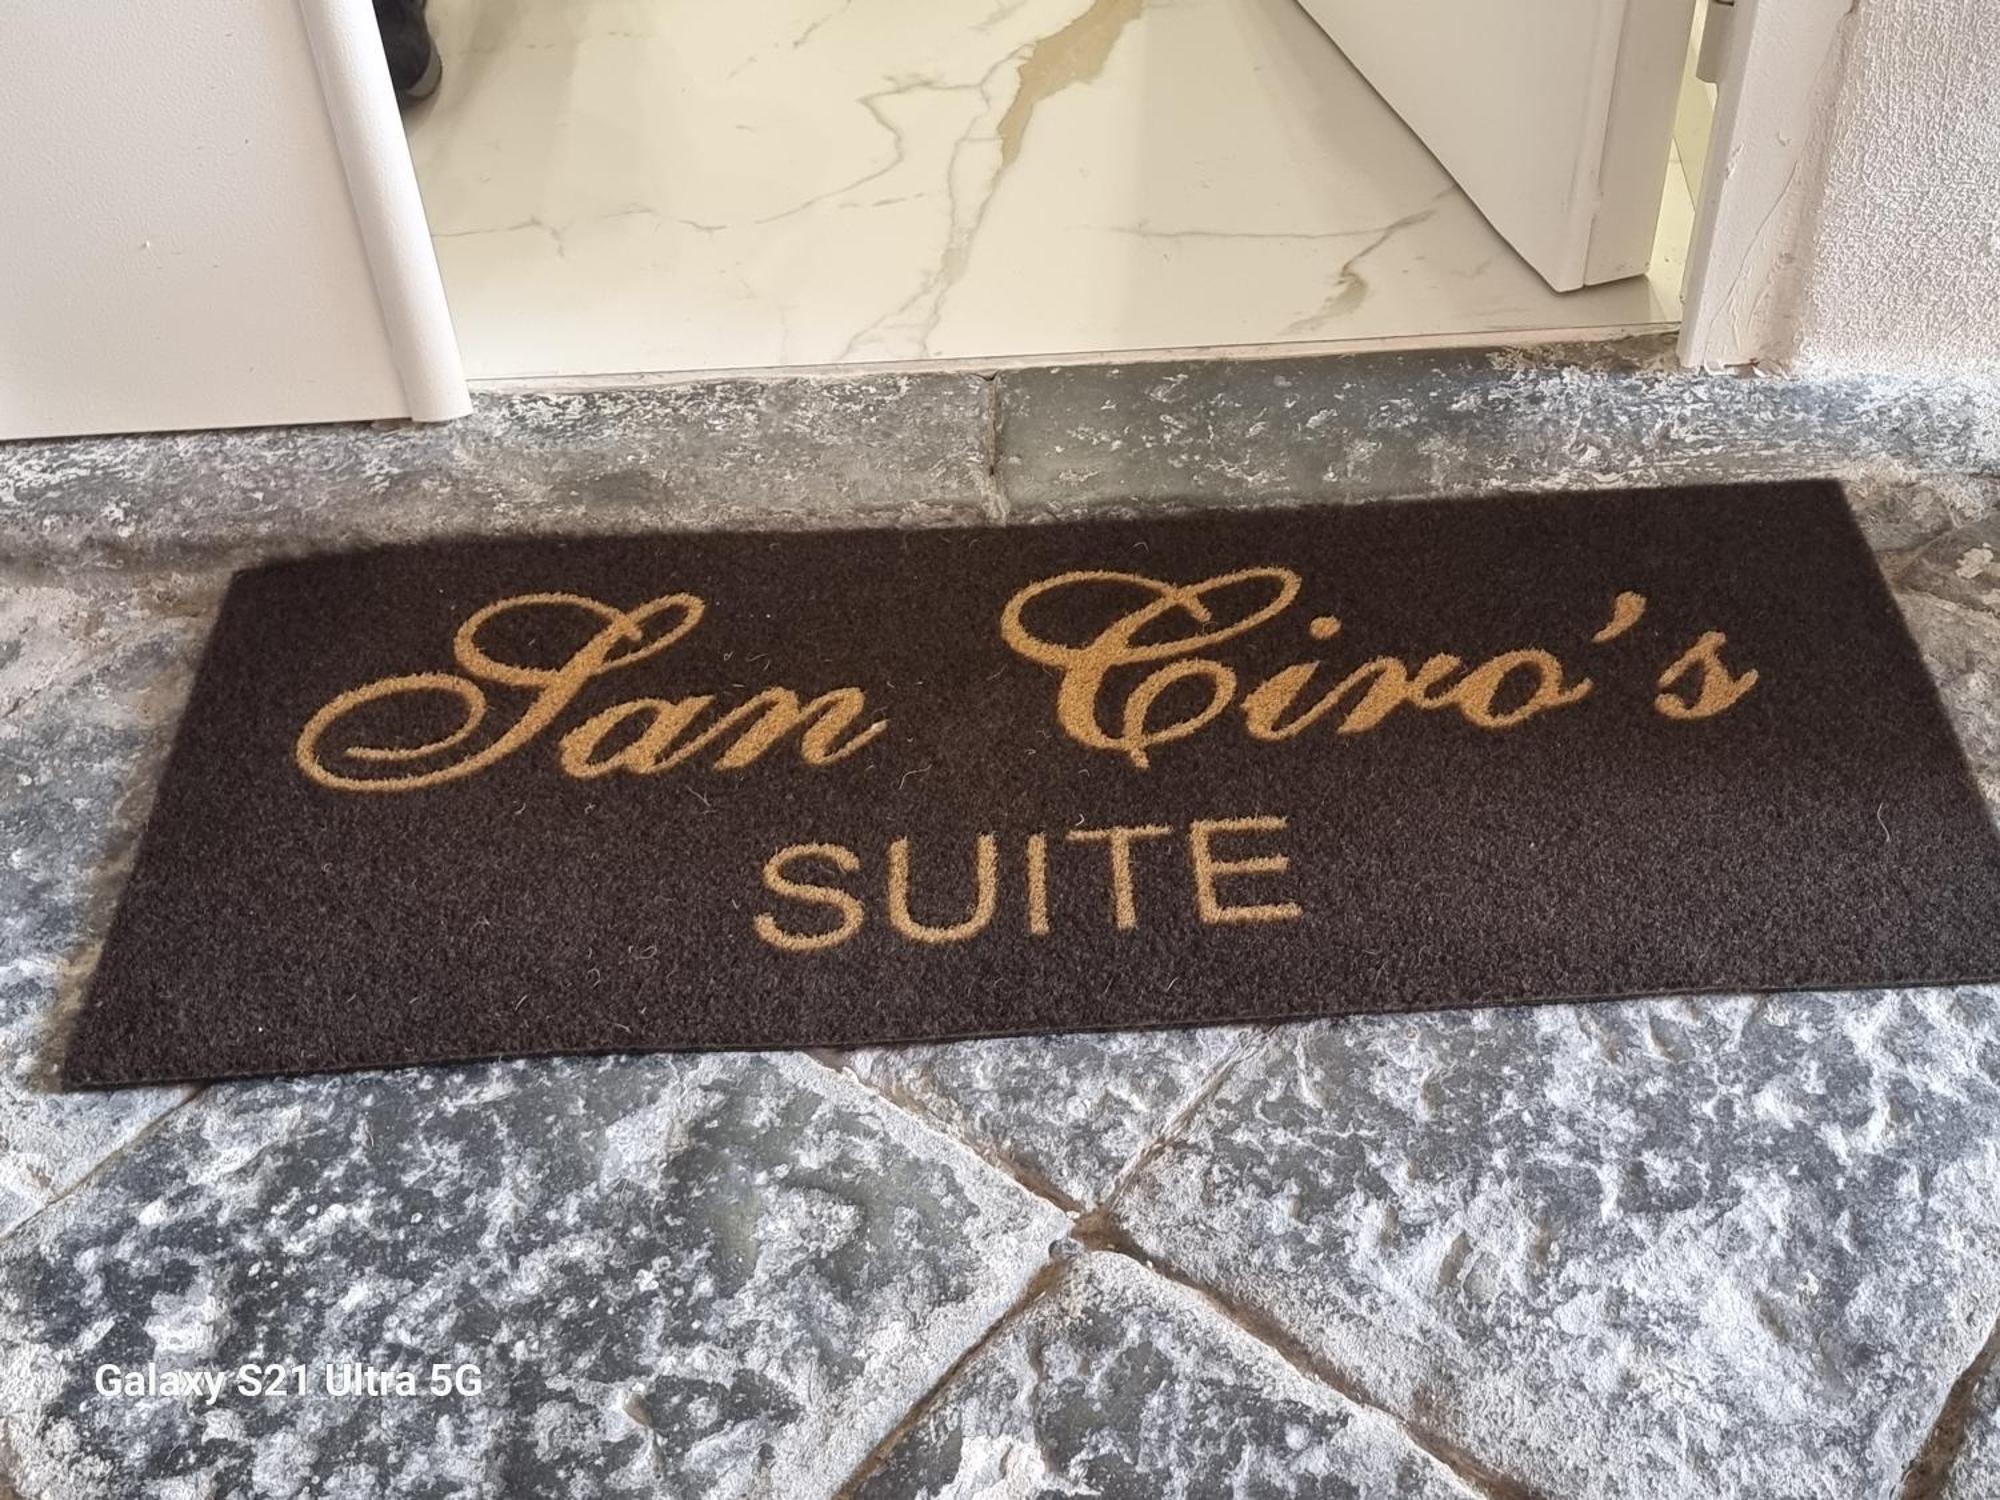 San Ciro's
SUITE
Galaxy S21 Ultra 5G